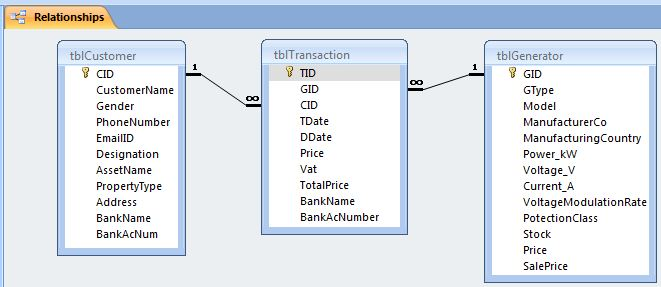 Relationships
tblCustomer
CID
CustomerName
Gender
PhoneNumber
EmailID
Designation
AssetName
PropertyType
Address
BankName
BankAcNum
1
∞
tblTransaction
TID
GID
CID
TDate
DDate
Price
Vat
TotalPrice
BankName
BankAcNumber
∞
1
tblGenerator
GID
GType
Model
ManufacturerCo
ManufacturingCountry
Power_kW
Voltage_V
Current_A
VoltageModulationRate
PotectionClass
Stock
Price
SalePrice